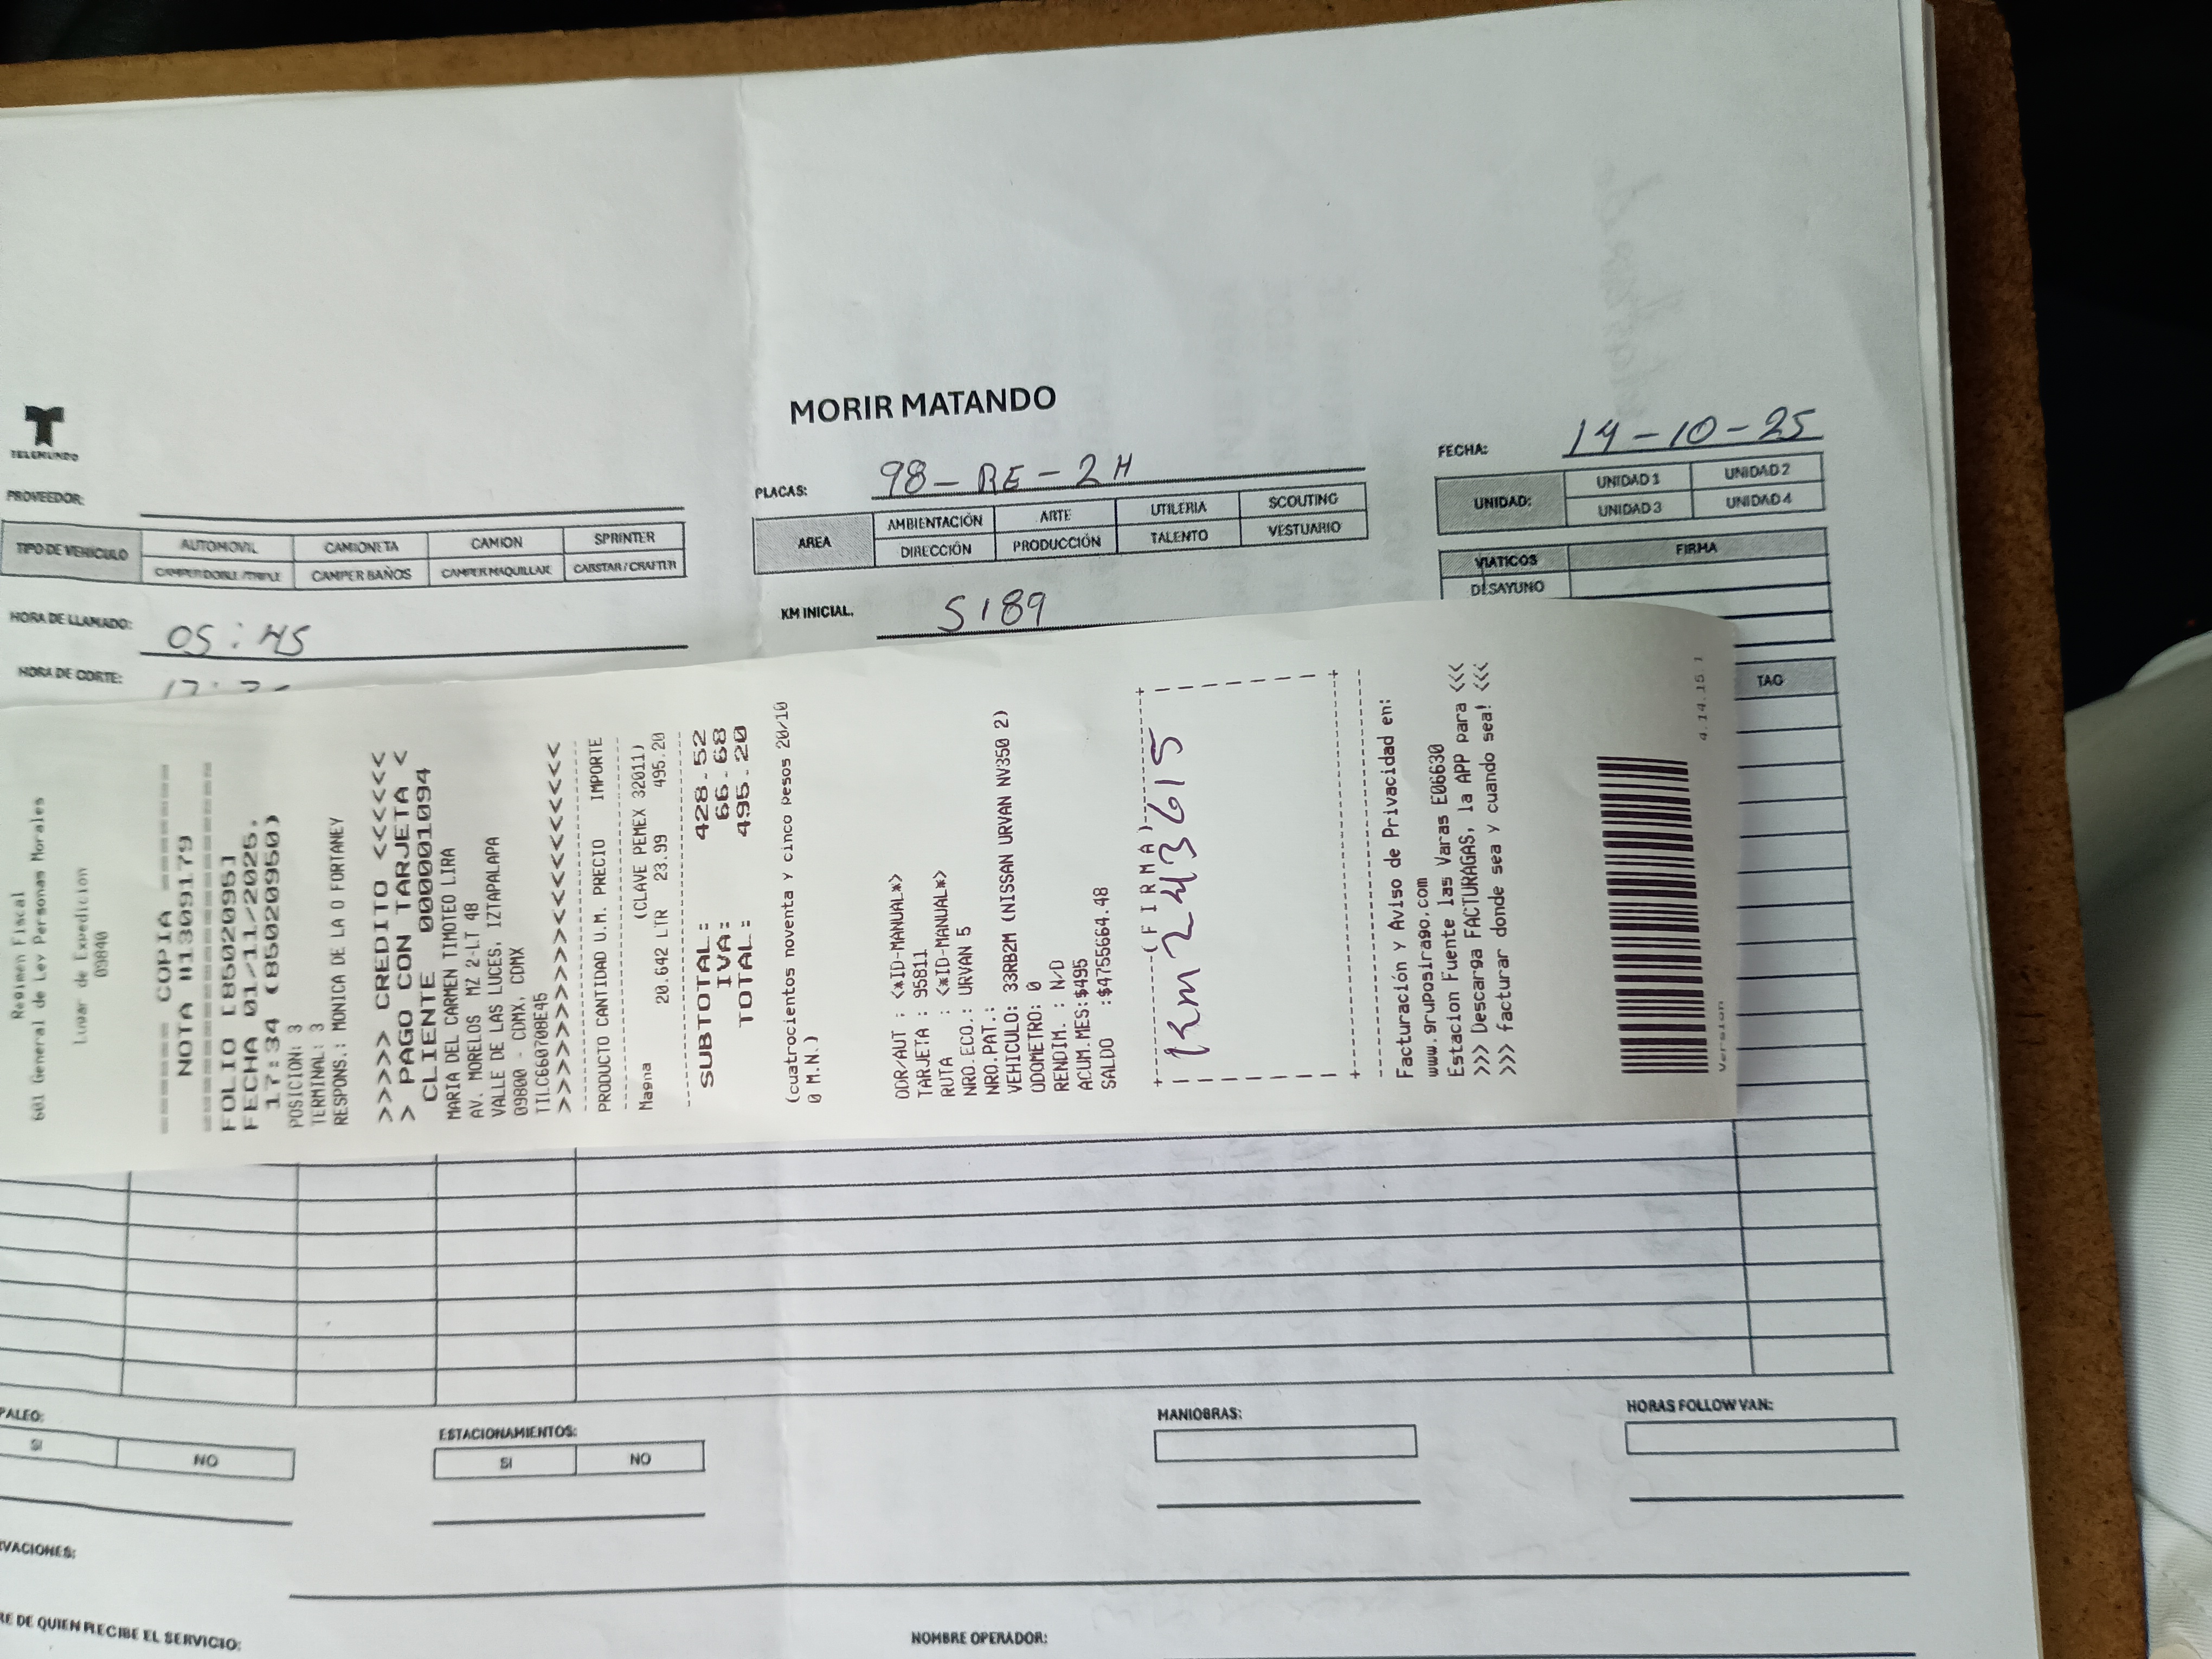 MORIR MATANDO
TELEMUNDO
FECHA: 14-10-25
PROVEEDOR:
PLACAS: 98-RE-2H
UNIDAD: UNIDAD 1 UNIDAD 2
UNIDAD 3 UNIDAD 4
TIPO DE VEHICULO AUTOMOVIL CAMIONETA CAMION SPRINTER
CAMPER DOBLE /TRIPLE CAMPER BAÑOS CAMPER MAQUILLAJE CARSTAR / CRAFTER
AREA AMBIENTACIÓN ARTE UTILERIA SCOUTING
DIRECCIÓN PRODUCCIÓN TALENTO VESTUARIO
VIATICOS FIRMA
DESAYUNO
HORA DE LLAMADO: 05:45
KM INICIAL. 5189
HORA DE CORTE:
TAG
Regimen Fiscal
601 General de Ley Personas Morales
Lugar de Expedicion
09840
===== COPIA =====
NOTA #1309179
FOLIO [85020951]
FECHA 01/11/2025,
17:34 (85020950)
POSICION: 3
TERMINAL: 3
RESPONS.: MONICA DE LA O FORTANEY
>>>>> CREDITO <<<<<<
> PAGO CON TARJETA <
CLIENTE 0000001094
MARIA DEL CARMEN TIMOTEO LIRA
AV. MORELOS MZ 2-LT 48
VALLE DE LAS LUCES, IZTAPALAPA
09800 - CDMX, CDMX
TILC660708E45
>>>>>>>>>><<<<<<<<<<
PRODUCTO CANTIDAD U.M. PRECIO IMPORTE
Magna (CLAVE PEMEX 32011)
20.642 LTR 23.99 495.20
SUBTOTAL: 428.52
IVA: 66.68
TOTAL: 495.20
(cuatrocientos noventa y cinco pesos 20/10
0 M.N.)
ODR/AUT : <*ID-MANUAL*>
TARJETA : 95811
RUTA : <*ID-MANUAL*>
NRO.ECO.: URVAN 5
NRO.PAT.:
VEHICULO: 33RB2M (NISSAN URVAN NV350 2)
ODOMETRO: 0
RENDIM. : N/D
ACUM.MES:$495
SALDO :$4755664.48
(FIRMA)
Km 243615
Facturación y Aviso de Privacidad en:
www.gruposirago.com
Estacion Fuente las Varas E06630
>>> Descarga FACTURAGAS, la APP para <<<
>>> facturar donde sea y cuando sea! <<<
Version 4.14.15.1
PALEO:
SI NO
ESTACIONAMIENTOS:
SI NO
MANIOBRAS:
HORAS FOLLOW VAN:
VACIONES:
RE DE QUIEN RECIBE EL SERVICIO:
NOMBRE OPERADOR: